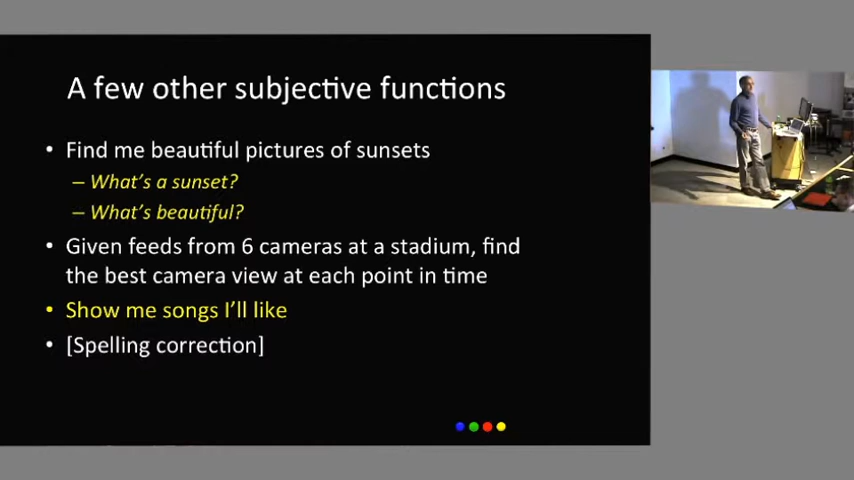 A few other subjective functions
• Find me beautiful pictures of sunsets
– What's a sunset?
– What's beautiful?
• Given feeds from 6 cameras at a stadium, find
the best camera view at each point in time
• Show me songs I'll like
• [Spelling correction]